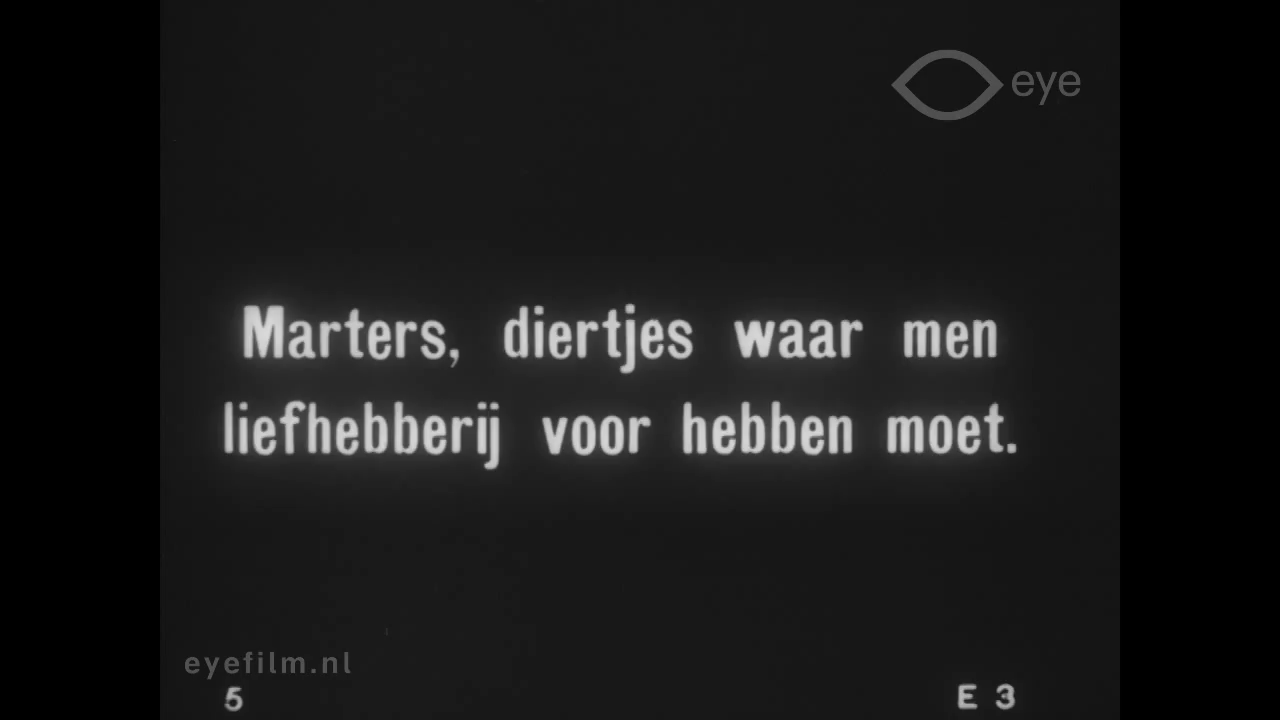 eye
Marters, diertjes waar men
liefhebberij voor hebben moet.
eyefilm.nl
5 E 3